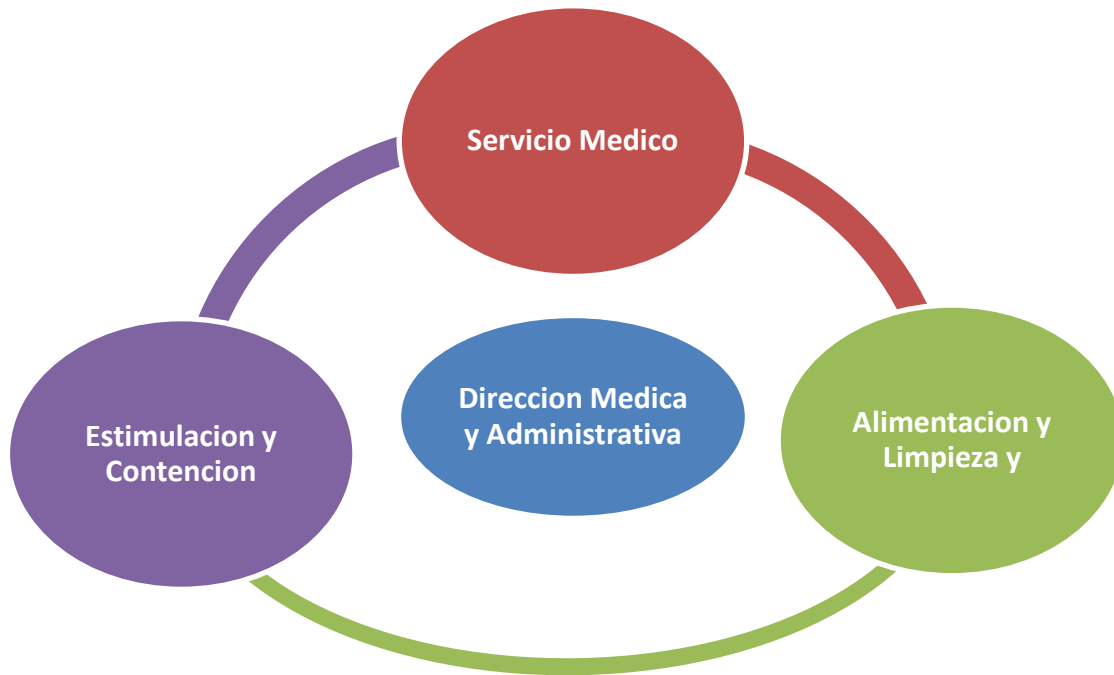 Servicio Medico
Direccion Medica
y Administrativa
Estimulacion y
Contencion
Alimentacion y
Limpieza y